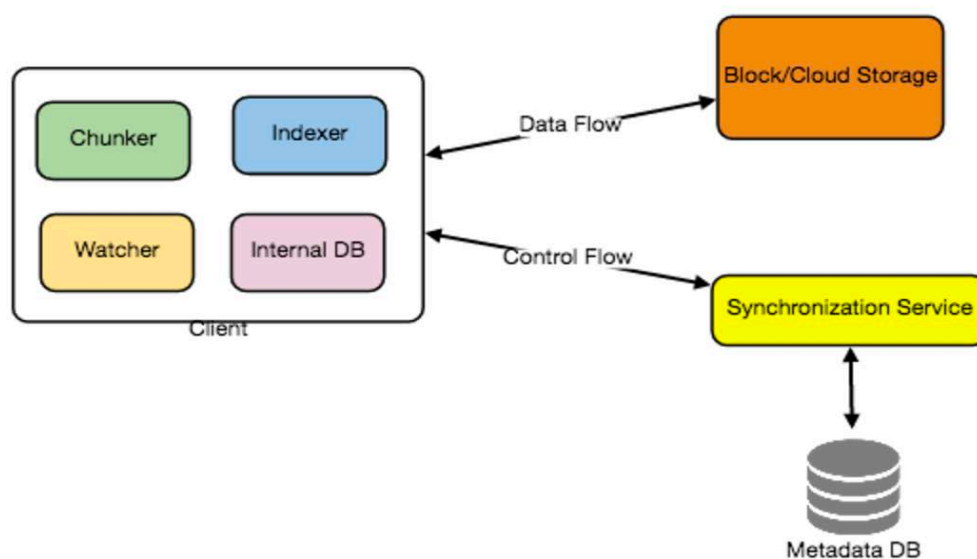 Block/Cloud Storage
Chunker
Indexer
Data Flow
Watcher
Internal DB
Control Flow
Client
Synchronization Service
Metadata DB